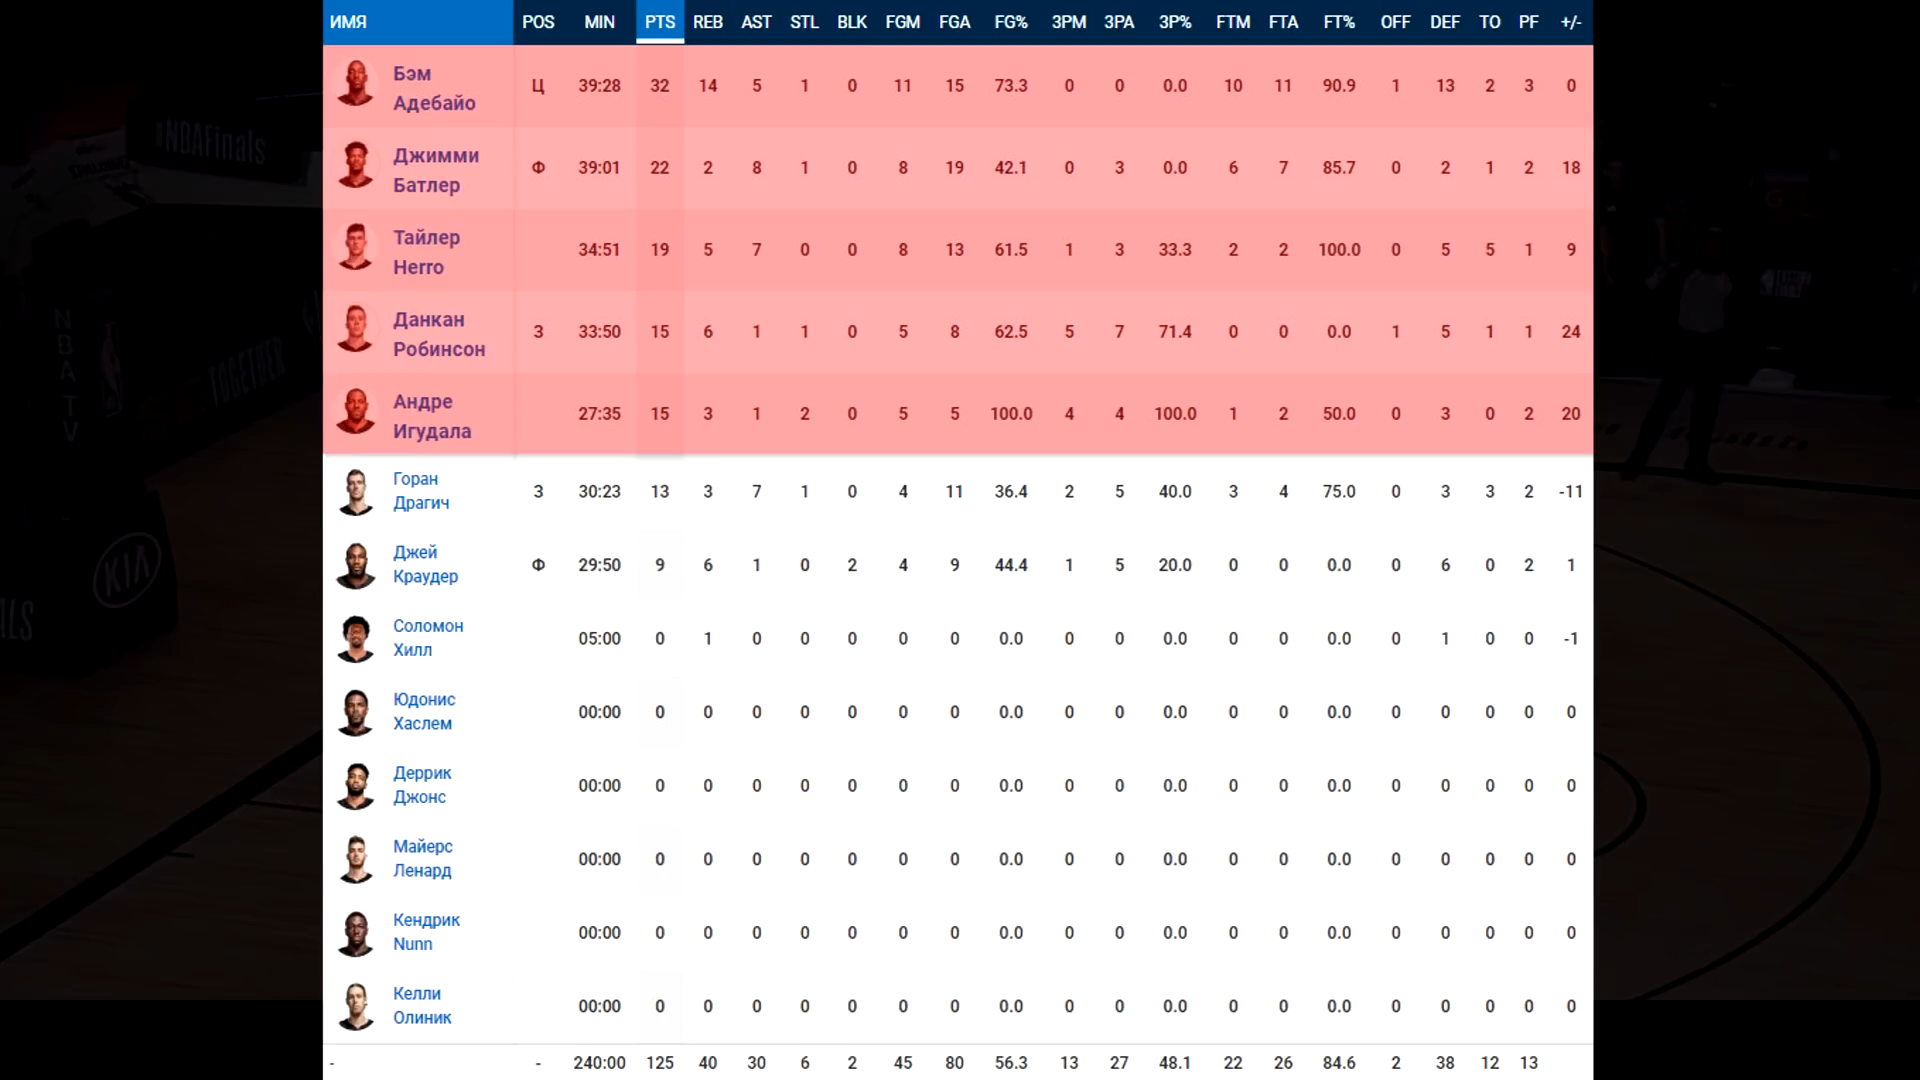 ИМЯ POS MIN PTS REB AST STL BLK FGM FGA FG% 3PM 3PA 3P% FTM FTA FT% OFF DEF TO PF +/-
Бэм Адебайо Ц 39:28 32 14 5 1 0 11 15 73.3 0 0 0.0 10 11 90.9 1 13 2 3 0
Джимми Батлер Ф 39:01 22 2 8 1 0 8 19 42.1 0 3 0.0 6 7 85.7 0 2 1 2 18
Тайлер Herro 34:51 19 5 7 0 0 8 13 61.5 1 3 33.3 2 2 100.0 0 5 5 1 9
Данкан Робинсон З 33:50 15 6 1 1 0 5 8 62.5 5 7 71.4 0 0 0.0 1 5 1 1 24
Андре Игудала 27:35 15 3 1 2 0 5 5 100.0 4 4 100.0 1 2 50.0 0 3 0 2 20
Горан Драгич З 30:23 13 3 7 1 0 4 11 36.4 2 5 40.0 3 4 75.0 0 3 3 2 -11
Джей Краудер Ф 29:50 9 6 1 0 2 4 9 44.4 1 5 20.0 0 0 0.0 0 6 0 2 1
Соломон Хилл 05:00 0 1 0 0 0 0 0 0.0 0 0 0.0 0 0 0.0 0 1 0 0 -1
Юдонис Хаслем 00:00 0 0 0 0 0 0 0 0.0 0 0 0.0 0 0 0.0 0 0 0 0 0
Деррик Джонс 00:00 0 0 0 0 0 0 0 0.0 0 0 0.0 0 0 0.0 0 0 0 0 0
Майерс Ленард 00:00 0 0 0 0 0 0 0 0.0 0 0 0.0 0 0 0.0 0 0 0 0 0
Кендрик Nunn 00:00 0 0 0 0 0 0 0 0.0 0 0 0.0 0 0 0.0 0 0 0 0 0
Келли Олиник 00:00 0 0 0 0 0 0 0 0.0 0 0 0.0 0 0 0.0 0 0 0 0 0
- - 240:00 125 40 30 6 2 45 80 56.3 13 27 48.1 22 26 84.6 2 38 12 13
#NBAFinals
NBA TV
TOGETHER
KIA